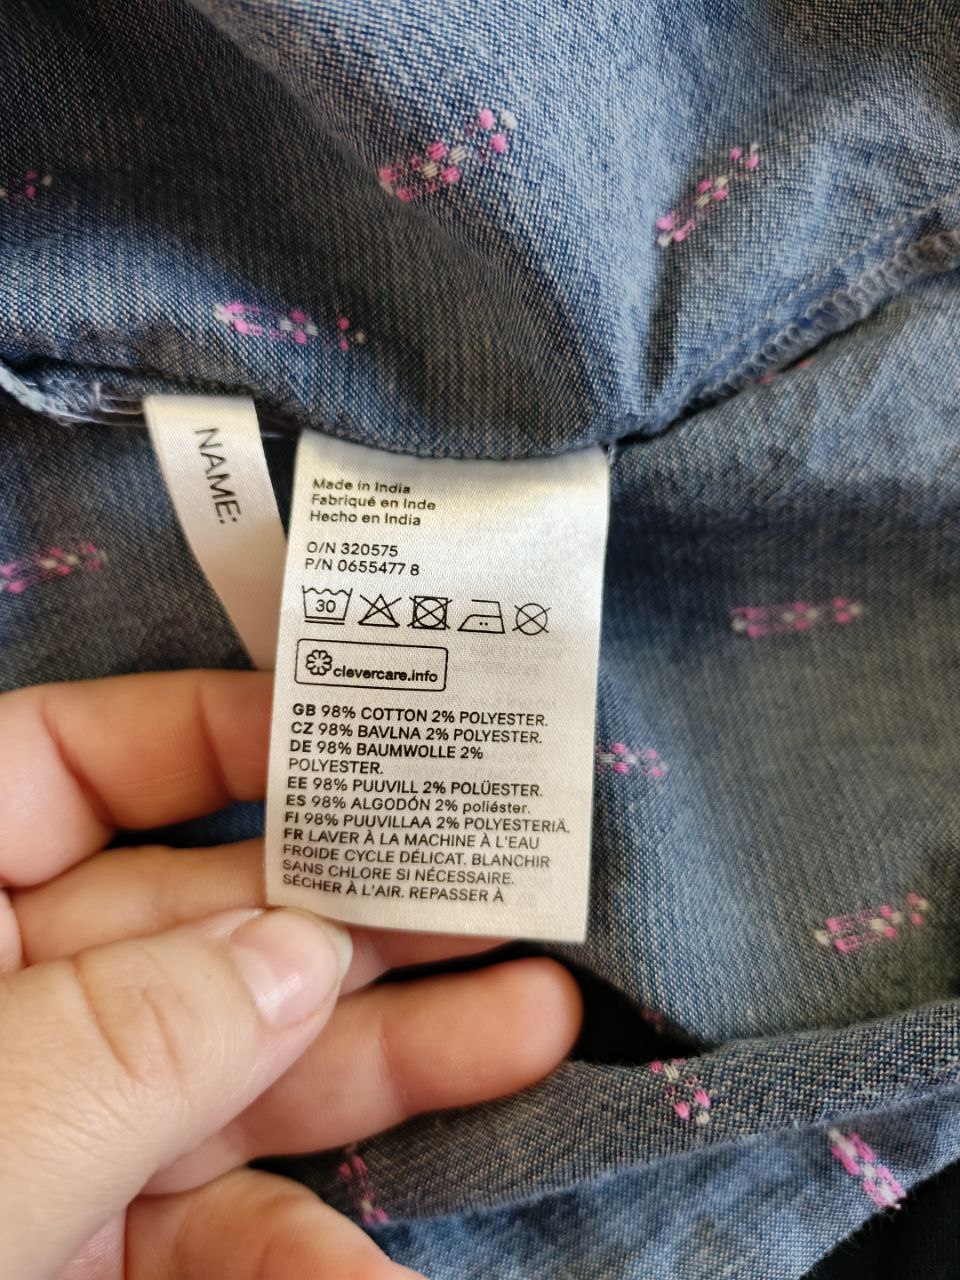 NAME:
Made in India
Fabriqué en Inde
Hecho en India
O/N 320575
P/N 0655477 8
30
clevercare.info
GB 98% COTTON 2% POLYESTER.
CZ 98% BAVLNA 2% POLYESTER.
DE 98% BAUMWOLLE 2%
POLYESTER.
EE 98% PUUVILL 2% POLÜESTER.
ES 98% ALGODÓN 2% poliéster.
FI 98% PUUVILLAA 2% POLYESTERIÄ.
FR LAVER À LA MACHINE À L'EAU
FROIDE CYCLE DÉLICAT. BLANCHIR
SANS CHLORE SI NÉCESSAIRE.
SÉCHER À L'AIR. REPASSER À